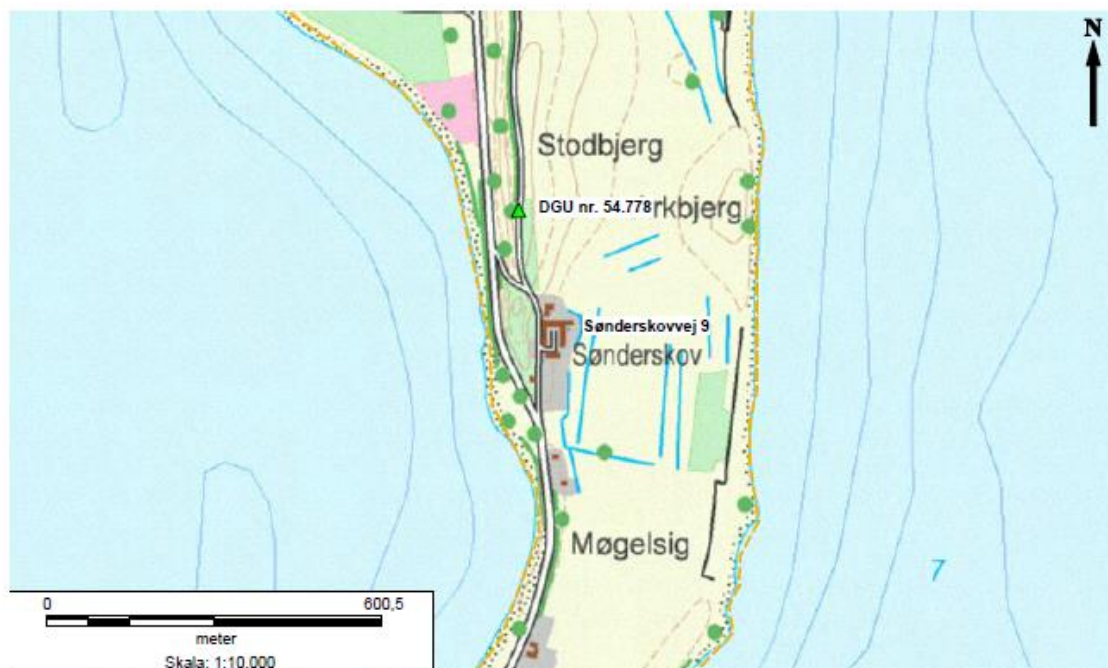 N
Stodbjerg
DGU nr. 54.778
rkbjerg
Sønderskovvej 9
Sønderskov
Møgelsig
7
0 600,5
meter
Skala: 1:10.000